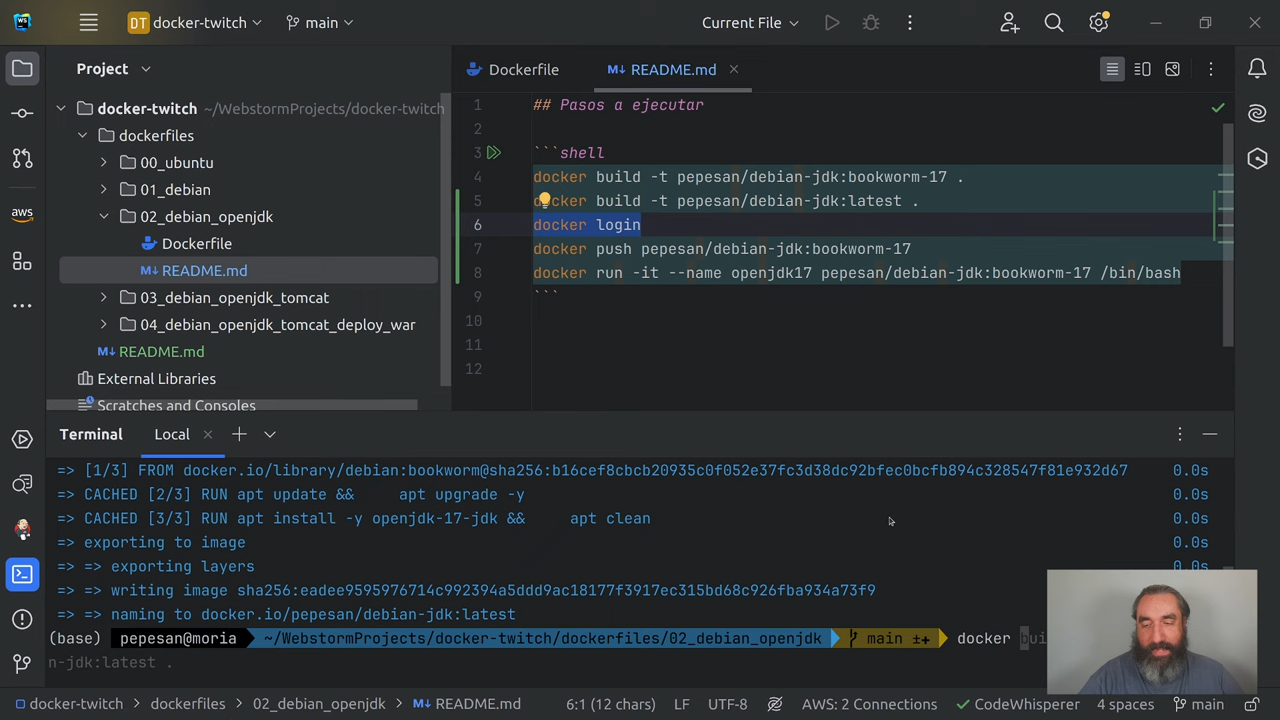 WS
DT docker-twitch
main
Current File
Project
Dockerfile
M↓ README.md
docker-twitch ~/WebstormProjects/docker-twitch
dockerfiles
00_ubuntu
01_debian
02_debian_openjdk
Dockerfile
M↓ README.md
03_debian_openjdk_tomcat
04_debian_openjdk_tomcat_deploy_war
M↓ README.md
External Libraries
Scratches and Consoles
aws
1 ## Pasos a ejecutar
2
3 ```shell
4 docker build -t pepesan/debian-jdk:bookworm-17 .
5 docker build -t pepesan/debian-jdk:latest .
6 docker login
7 docker push pepesan/debian-jdk:bookworm-17
8 docker run -it --name openjdk17 pepesan/debian-jdk:bookworm-17 /bin/bash
9 ```
10
11
12
Terminal Local
=> [1/3] FROM docker.io/library/debian:bookworm@sha256:b16cef8cbcb20935c0f052e37fc3d38dc92bfec0bcfb894c328547f81e932d67 0.0s
=> CACHED [2/3] RUN apt update && apt upgrade -y 0.0s
=> CACHED [3/3] RUN apt install -y openjdk-17-jdk && apt clean 0.0s
=> exporting to image 0.0s
=> => exporting layers 0.0s
=> => writing image sha256:eadee9595976714c992394a5ddd9ac18177f3917ec315bd68c926fba934a73f9
=> => naming to docker.io/pepesan/debian-jdk:latest
(base) pepesan@moria ~/WebstormProjects/docker-twitch/dockerfiles/02_debian_openjdk main ±+ docker bui
n-jdk:latest .
docker-twitch > dockerfiles > 02_debian_openjdk > M↓ README.md 6:1 (12 chars) LF UTF-8 AWS: 2 Connections CodeWhisperer 4 spaces main